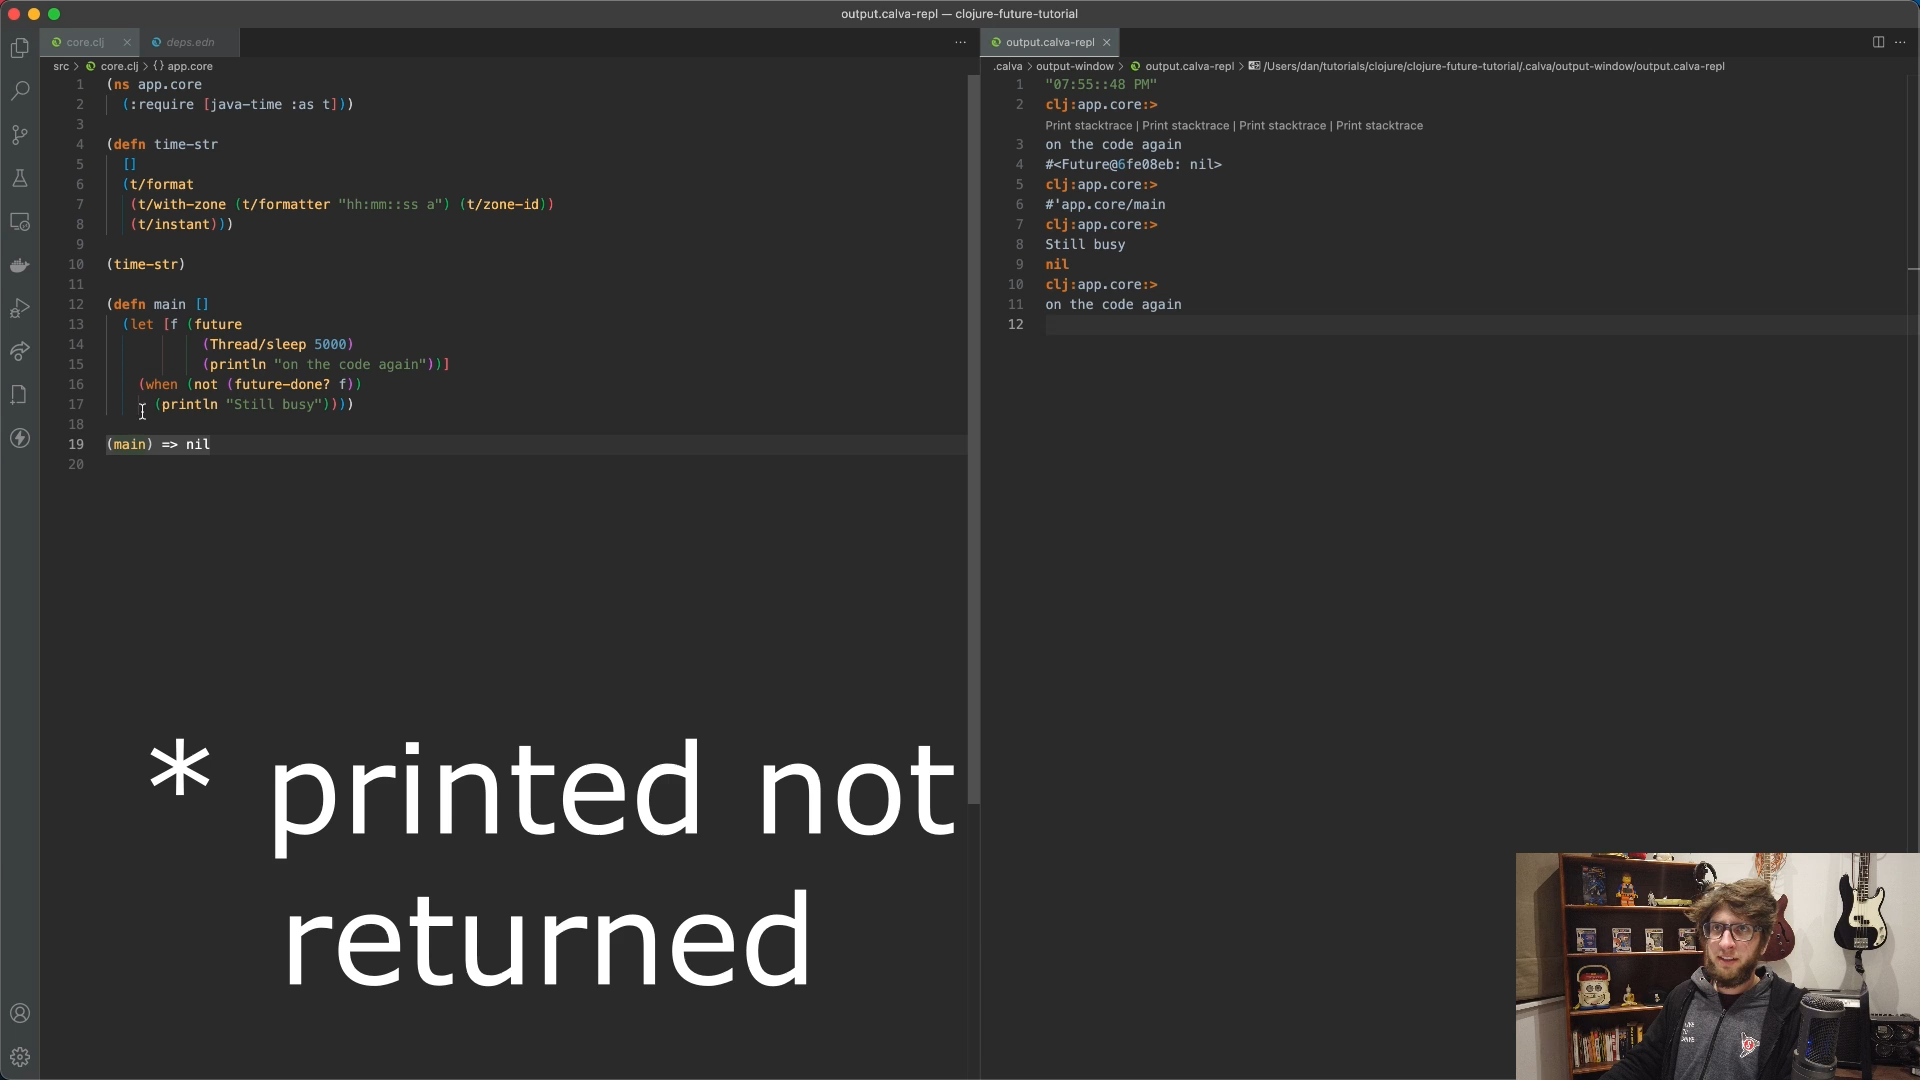 output.calva-repl — clojure-future-tutorial
core.clj
deps.edn
output.calva-repl
src > core.clj > {} app.core
.calva > output-window > output.calva-repl > /Users/dan/tutorials/clojure/clojure-future-tutorial/.calva/output-window/output.calva-repl
1 (ns app.core
2 (:require [java-time :as t]))
3
4 (defn time-str
5 []
6 (t/format
7 (t/with-zone (t/formatter "hh:mm::ss a") (t/zone-id))
8 (t/instant)))
9
10 (time-str)
11
12 (defn main []
13 (let [f (future
14 (Thread/sleep 5000)
15 (println "on the code again"))]
16 (when (not (future-done? f))
17 (println "Still busy"))))
18
19 (main) => nil
20
1 "07:55::48 PM"
2 clj:app.core:>
Print stacktrace | Print stacktrace | Print stacktrace | Print stacktrace
3 on the code again
4 #<Future@6fe08eb: nil>
5 clj:app.core:>
6 #'app.core/main
7 clj:app.core:>
8 Still busy
9 nil
10 clj:app.core:>
11 on the code again
12
* printed not
returned